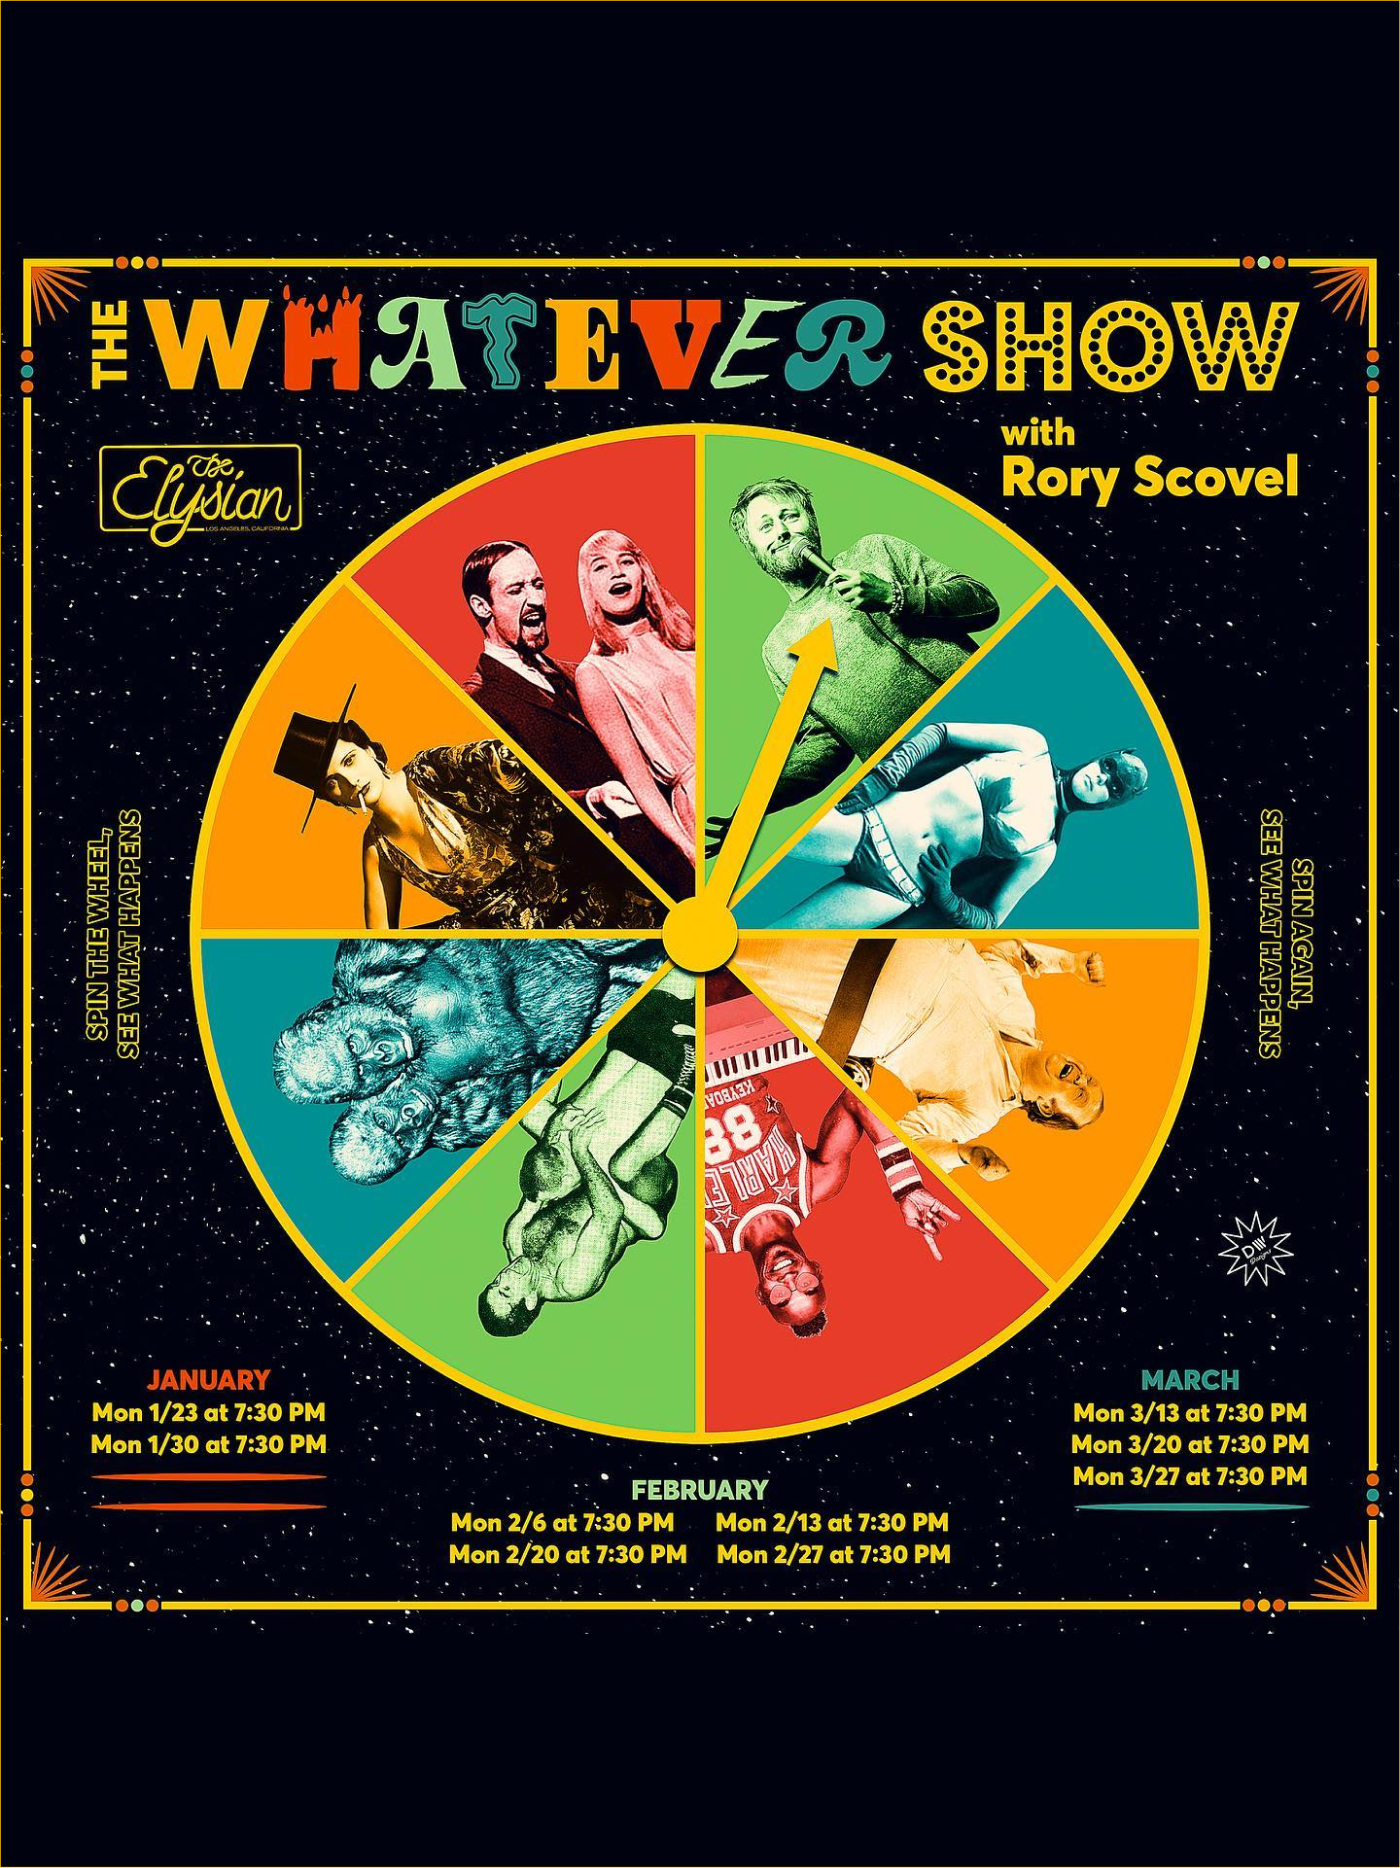 THE WHATEVER SHOW
with
Rory Scovel
The
Elysian
LOS ANGELES, CALIFORNIA
SPIN THE WHEEL,
SEE WHAT HAPPENS
SPIN AGAIN,
SEE WHAT HAPPENS
KEYBOA
88
HARLE
DW
Designs
JANUARY
Mon 1/23 at 7:30 PM
Mon 1/30 at 7:30 PM
FEBRUARY
Mon 2/6 at 7:30 PM Mon 2/13 at 7:30 PM
Mon 2/20 at 7:30 PM Mon 2/27 at 7:30 PM
MARCH
Mon 3/13 at 7:30 PM
Mon 3/20 at 7:30 PM
Mon 3/27 at 7:30 PM